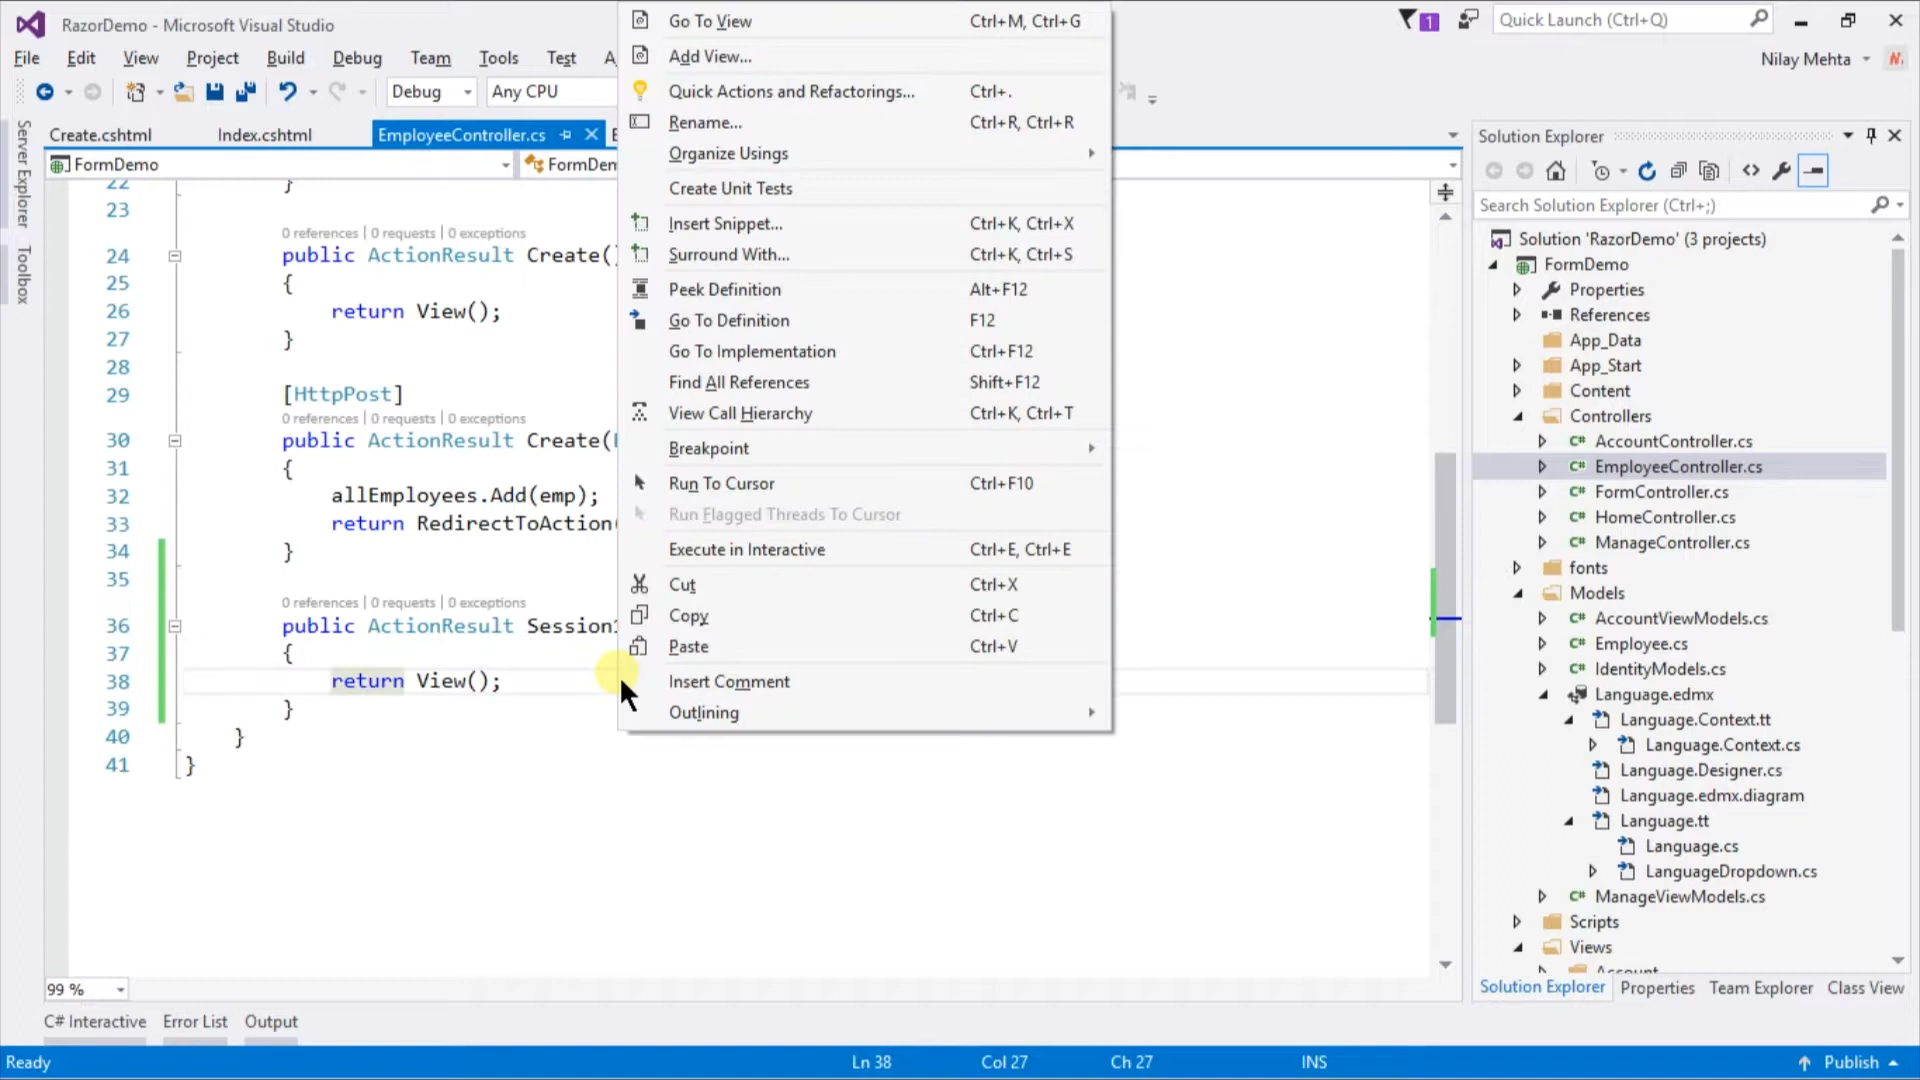 RazorDemo - Microsoft Visual Studio
1
Quick Launch (Ctrl+Q)
File Edit View Project Build Debug Team Tools Test A
Nilay Mehta
Debug Any CPU
Create.cshtml Index.cshtml EmployeeController.cs
FormDemo FormDem
22 }
23
0 references | 0 requests | 0 exceptions
24 public ActionResult Create()
25 {
26 return View();
27 }
28
29 [HttpPost]
0 references | 0 requests | 0 exceptions
30 public ActionResult Create(
31 {
32 allEmployees.Add(emp);
33 return RedirectToAction(
34 }
35
0 references | 0 requests | 0 exceptions
36 public ActionResult Session
37 {
38 return View();
39 }
40 }
41 }
Go To View Ctrl+M, Ctrl+G
Add View...
Quick Actions and Refactorings... Ctrl+.
Rename... Ctrl+R, Ctrl+R
Organize Usings
Create Unit Tests
Insert Snippet... Ctrl+K, Ctrl+X
Surround With... Ctrl+K, Ctrl+S
Peek Definition Alt+F12
Go To Definition F12
Go To Implementation Ctrl+F12
Find All References Shift+F12
View Call Hierarchy Ctrl+K, Ctrl+T
Breakpoint
Run To Cursor Ctrl+F10
Run Flagged Threads To Cursor
Execute in Interactive Ctrl+E, Ctrl+E
Cut Ctrl+X
Copy Ctrl+C
Paste Ctrl+V
Insert Comment
Outlining
Server Explorer
Toolbox
Solution Explorer
Search Solution Explorer (Ctrl+;)
Solution 'RazorDemo' (3 projects)
FormDemo
Properties
References
App_Data
App_Start
Content
Controllers
C# AccountController.cs
C# EmployeeController.cs
C# FormController.cs
C# HomeController.cs
C# ManageController.cs
fonts
Models
C# AccountViewModels.cs
C# Employee.cs
C# IdentityModels.cs
Language.edmx
Language.Context.tt
Language.Context.cs
Language.Designer.cs
Language.edmx.diagram
Language.tt
Language.cs
LanguageDropdown.cs
C# ManageViewModels.cs
Scripts
Views
Account
Solution Explorer Properties Team Explorer Class View
99 %
C# Interactive Error List Output
Ready Ln 38 Col 27 Ch 27 INS Publish